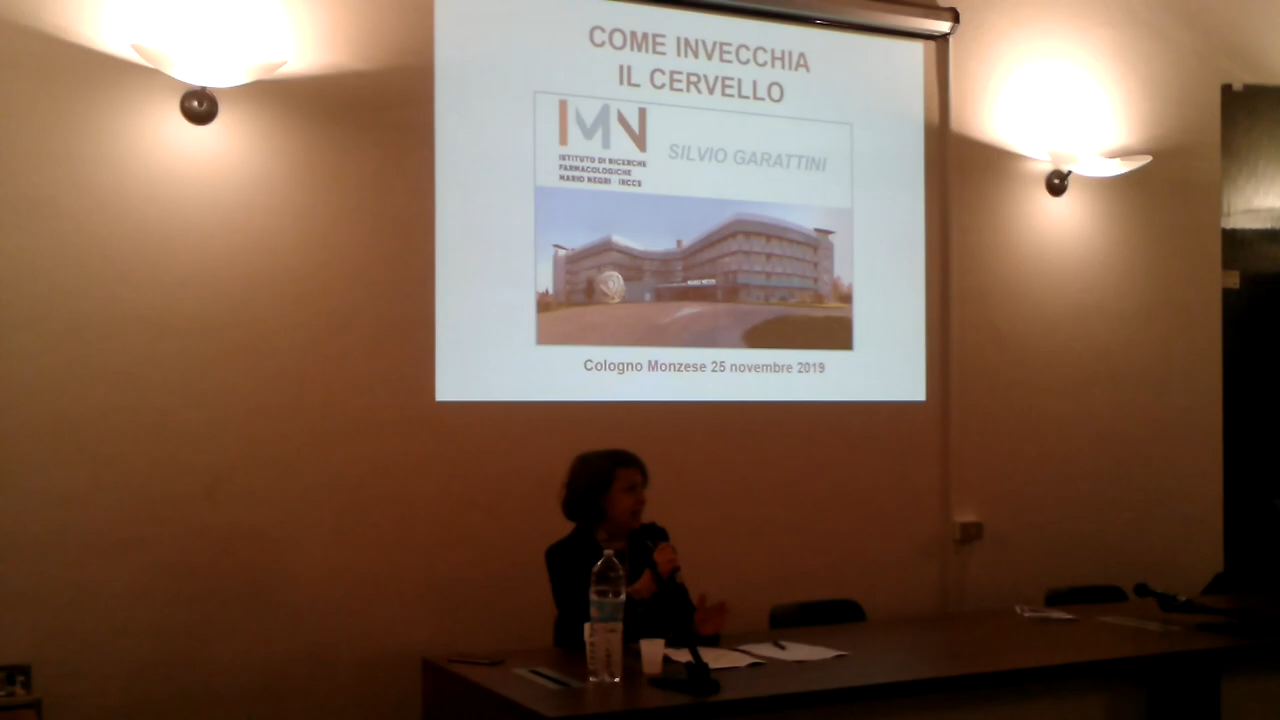 COME INVECCHIA
IL CERVELLO
IMN
SILVIO GARATTINI
ISTITUTO DI RICERCHE
FARMACOLOGICHE
MARIO NEGRI · IRCCS
Cologno Monzese 25 novembre 2019